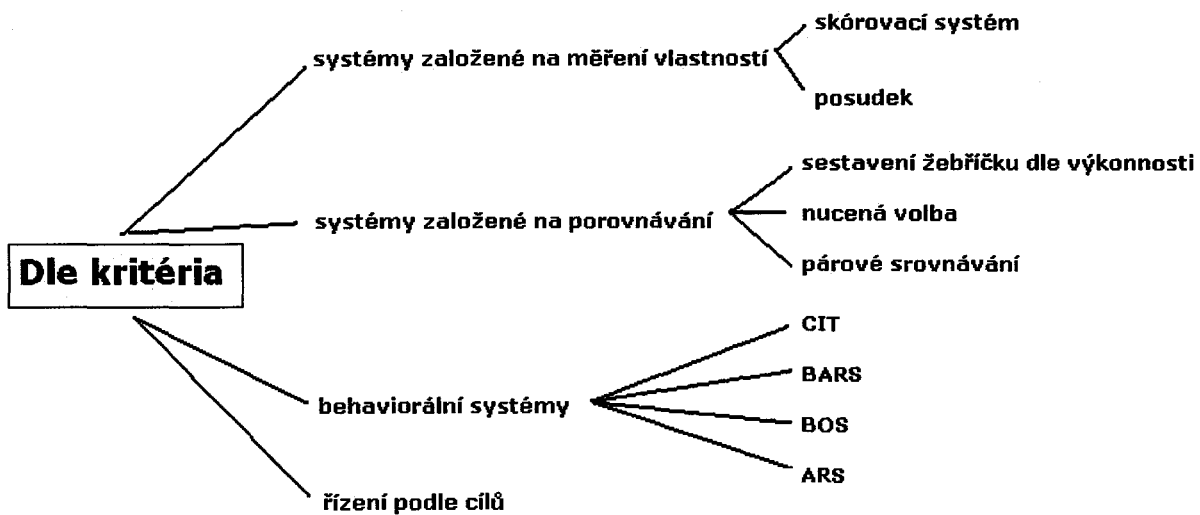 skórovací systém
systémy založené na měření vlastností
posudek
sestavení žebříčku dle výkonnosti
systémy založené na porovnávání
nucená volba
párové srovnávání
Dle kritéria
CIT
BARS
behaviorální systémy
BOS
ARS
řízení podle cílů